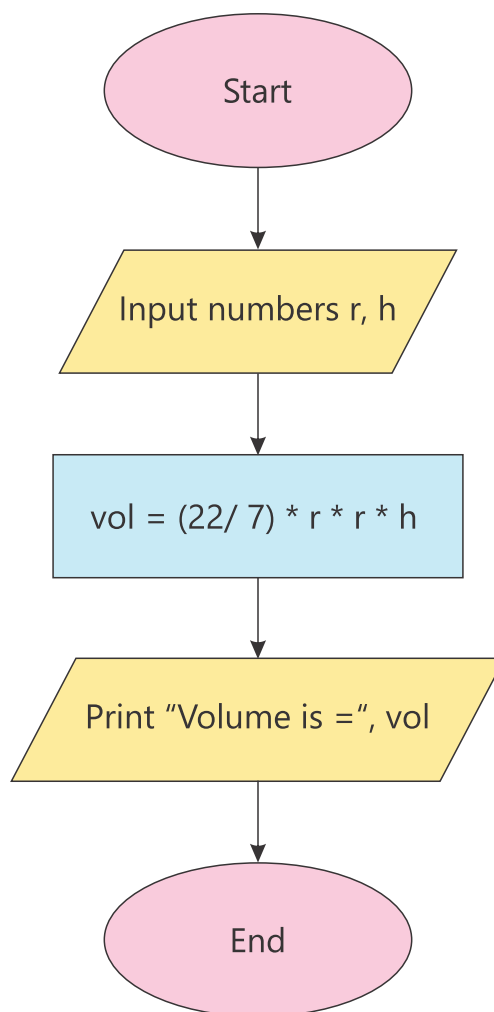 Start
Input numbers r, h
vol = (22/ 7) * r * r * h
Print “Volume is =“, vol
End